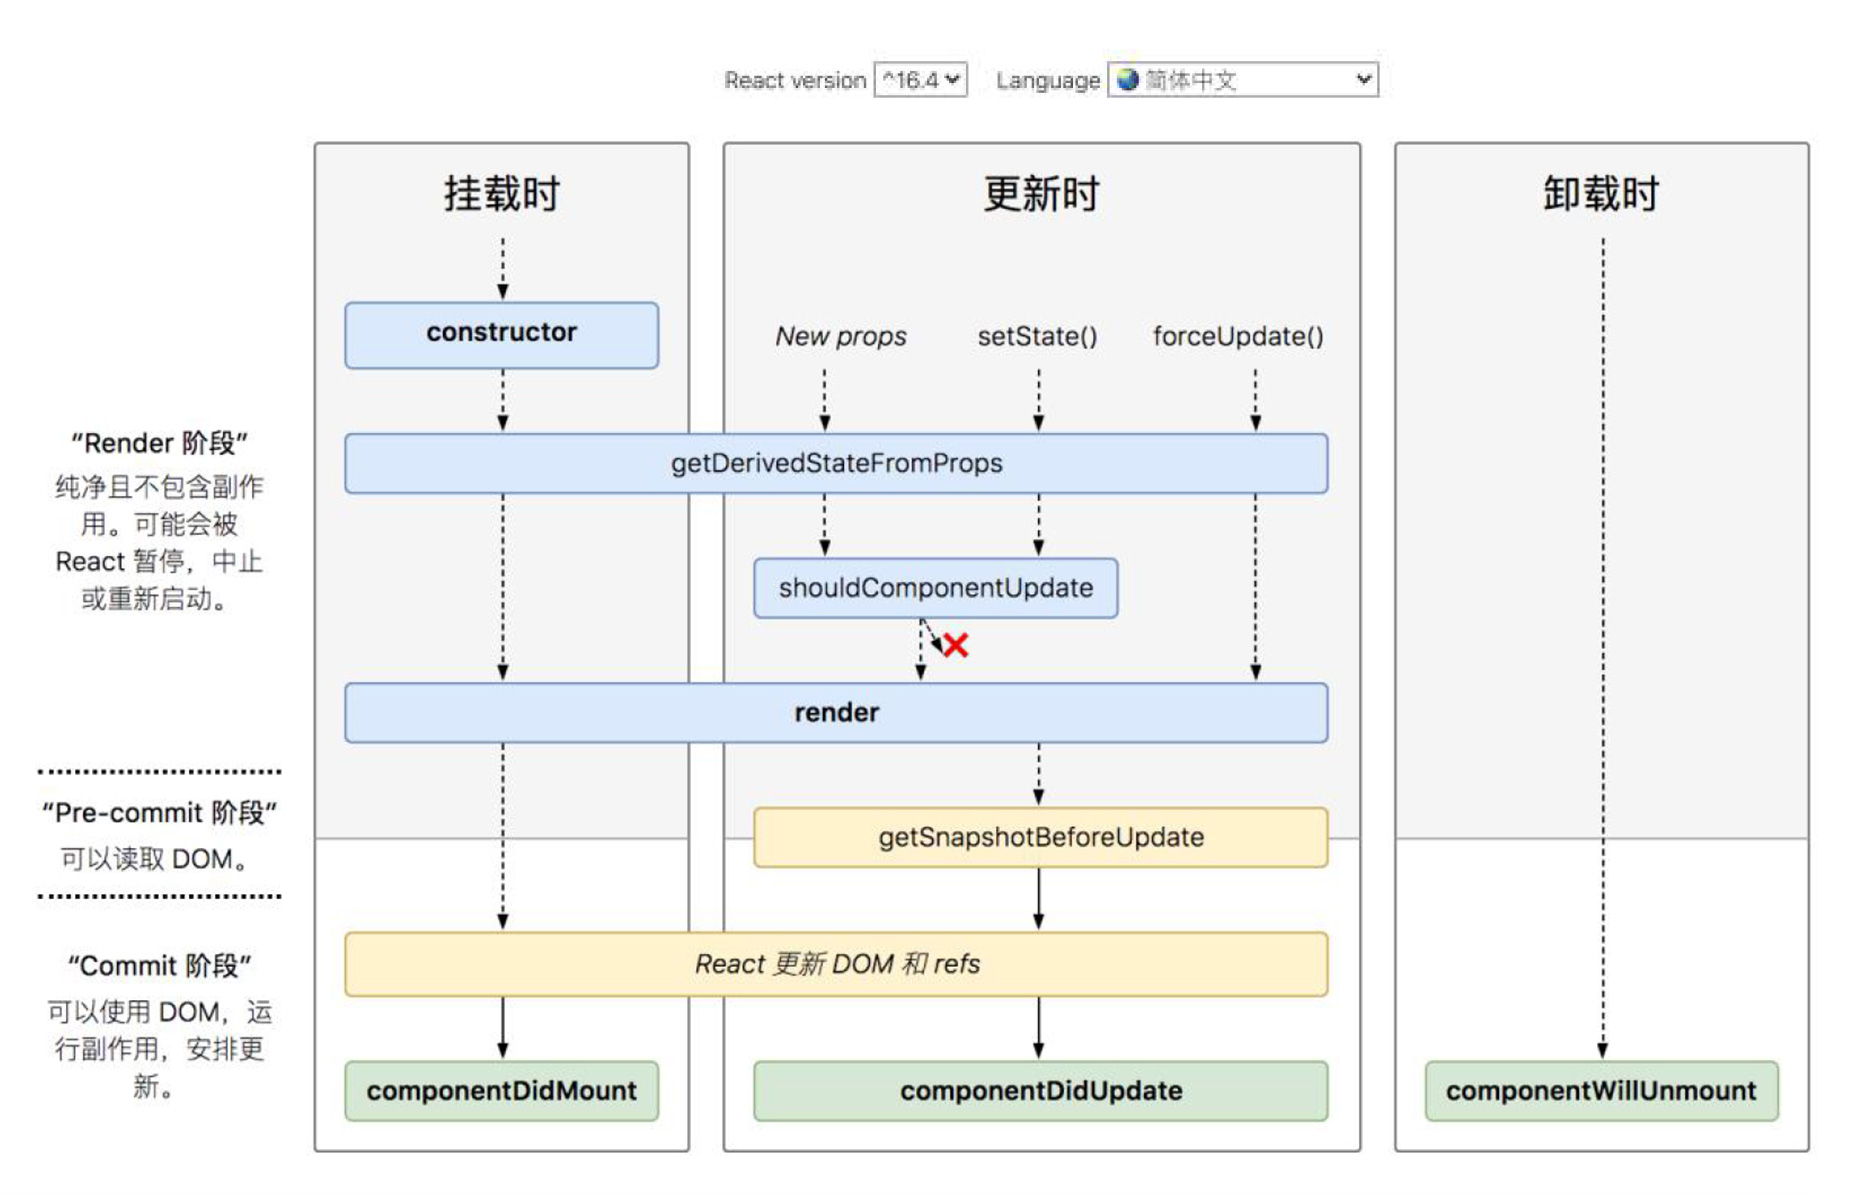 React version ^16.4 Language 简体中文
挂载时
更新时
卸载时
constructor
New props
setState()
forceUpdate()
“Render 阶段”
纯净且不包含副作
用。可能会被
React 暂停，中止
或重新启动。
getDerivedStateFromProps
shouldComponentUpdate
render
“Pre-commit 阶段”
可以读取 DOM。
getSnapshotBeforeUpdate
“Commit 阶段”
可以使用 DOM，运
行副作用，安排更
新。
React 更新 DOM 和 refs
componentDidMount
componentDidUpdate
componentWillUnmount